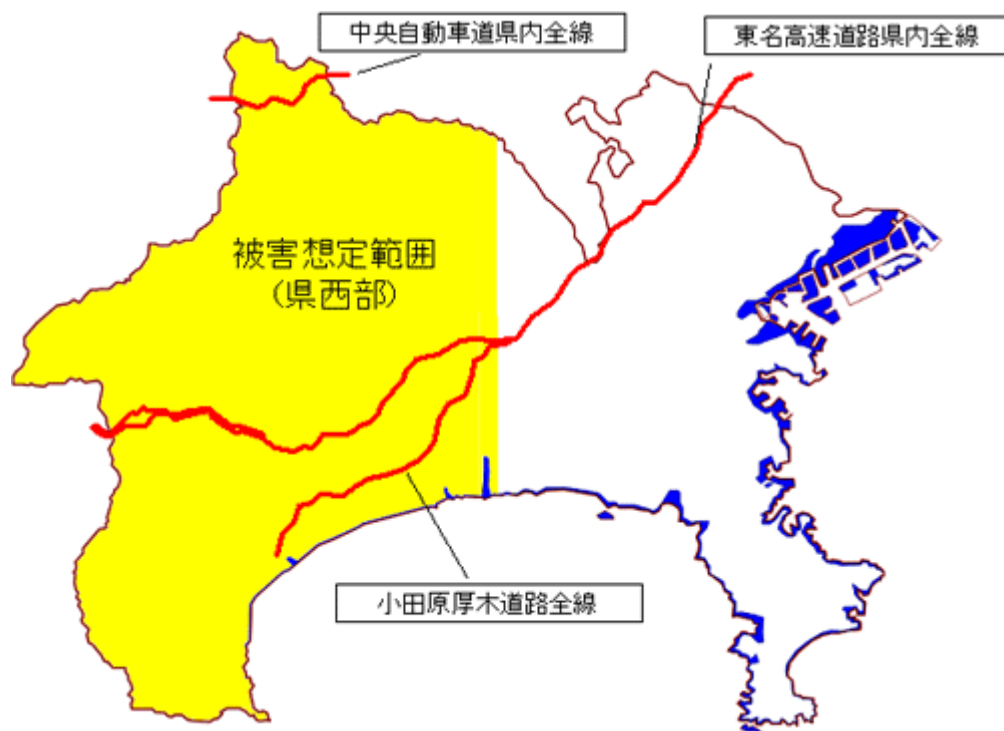 中央自動車道県内全線
東名高速道路県内全線
被害想定範囲
(県西部)
小田原厚木道路全線